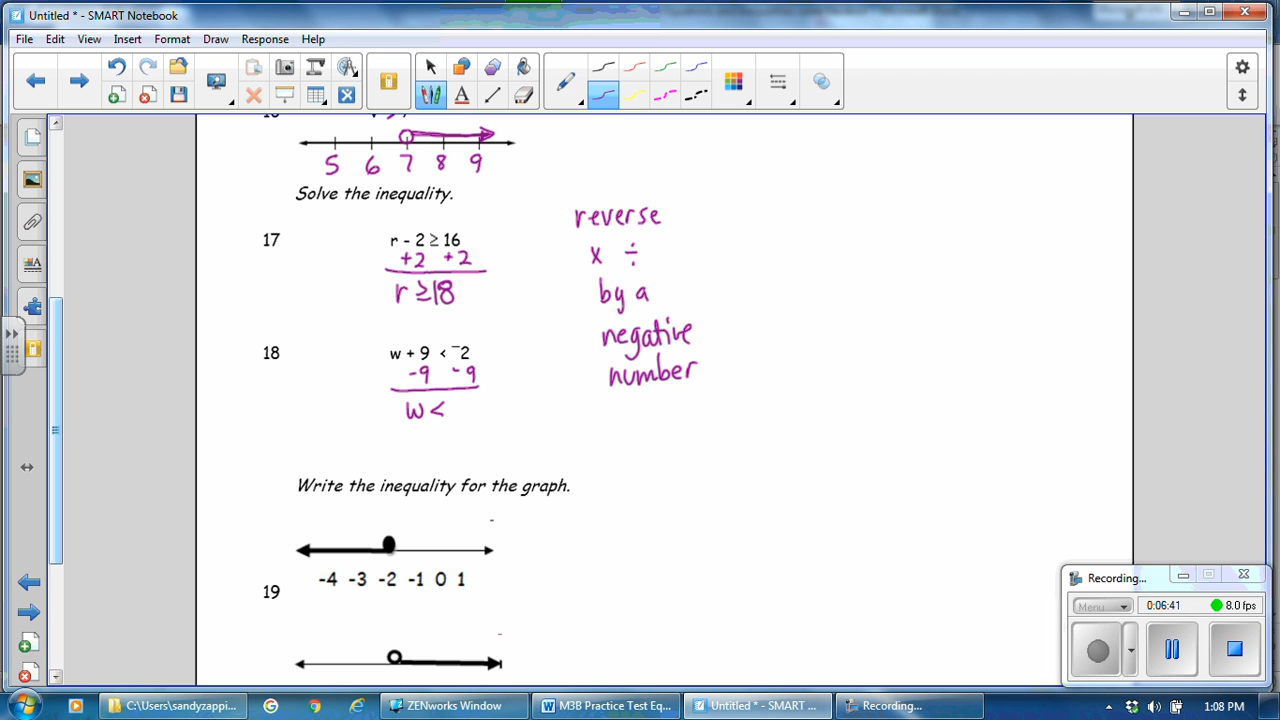 Untitled * - SMART Notebook
File Edit View Insert Format Draw Response Help
5 6 7 8 9
Solve the inequality.
17
r - 2 ≥ 16
+2 +2
r ≥18
reverse
x ÷
by a
negative
number
18
w + 9 < ⁻2
-9 -9
w <
Write the inequality for the graph.
-4 -3 -2 -1 0 1
19
Recording...
Menu
0:06:41
8.0 fps
C:\Users\sandyzappi...
ZENworks Window
M3B Practice Test Eq...
Untitled * - SMART ...
Recording...
1:08 PM